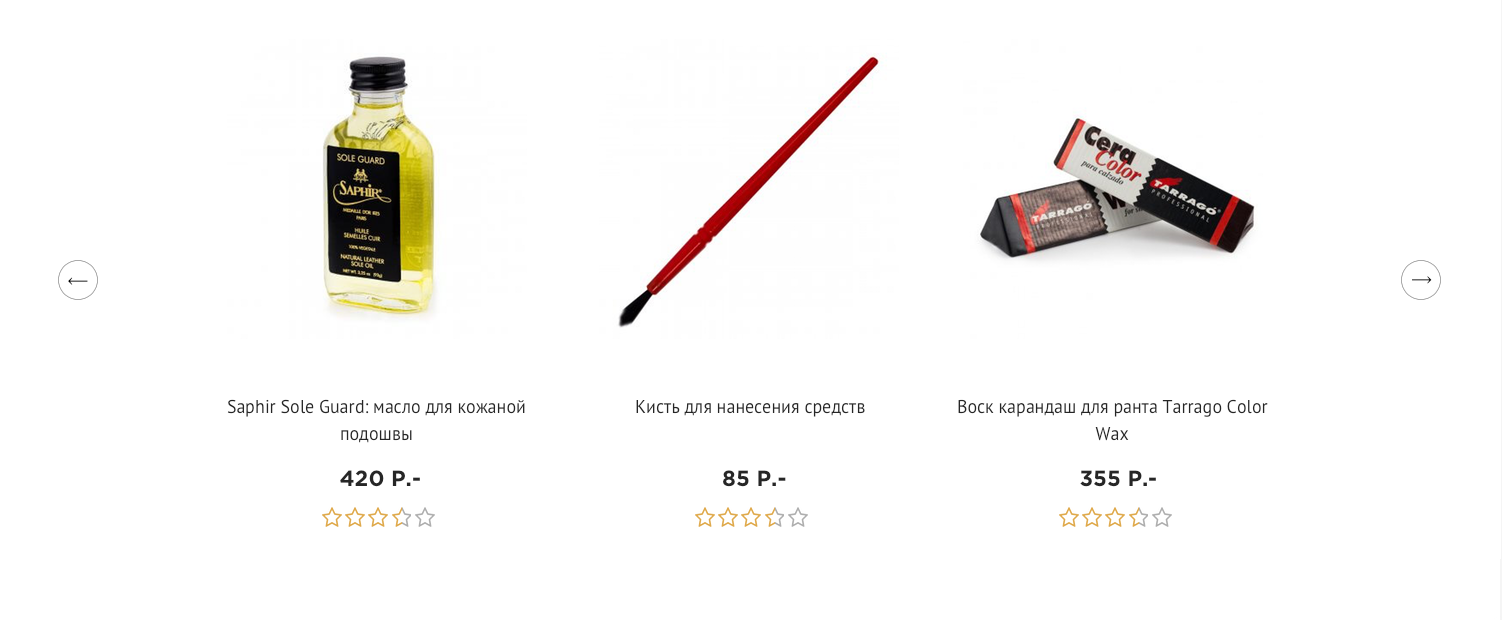 SOLE GUARD
SAPHIR
MEDAILLE D'OR 1925
PARIS
HUILE
SEMELLES CUIR
100% VEGETALE
NATURAL LEATHER
SOLE OIL
Cera
Color
para calzado
TARRAGO
PROFESSIONAL
TARRAGO
Saphir Sole Guard: масло для кожаной
подошвы
420 Р.-
Кисть для нанесения средств
85 Р.-
Воск карандаш для ранта Tarrago Color
Wax
355 Р.-